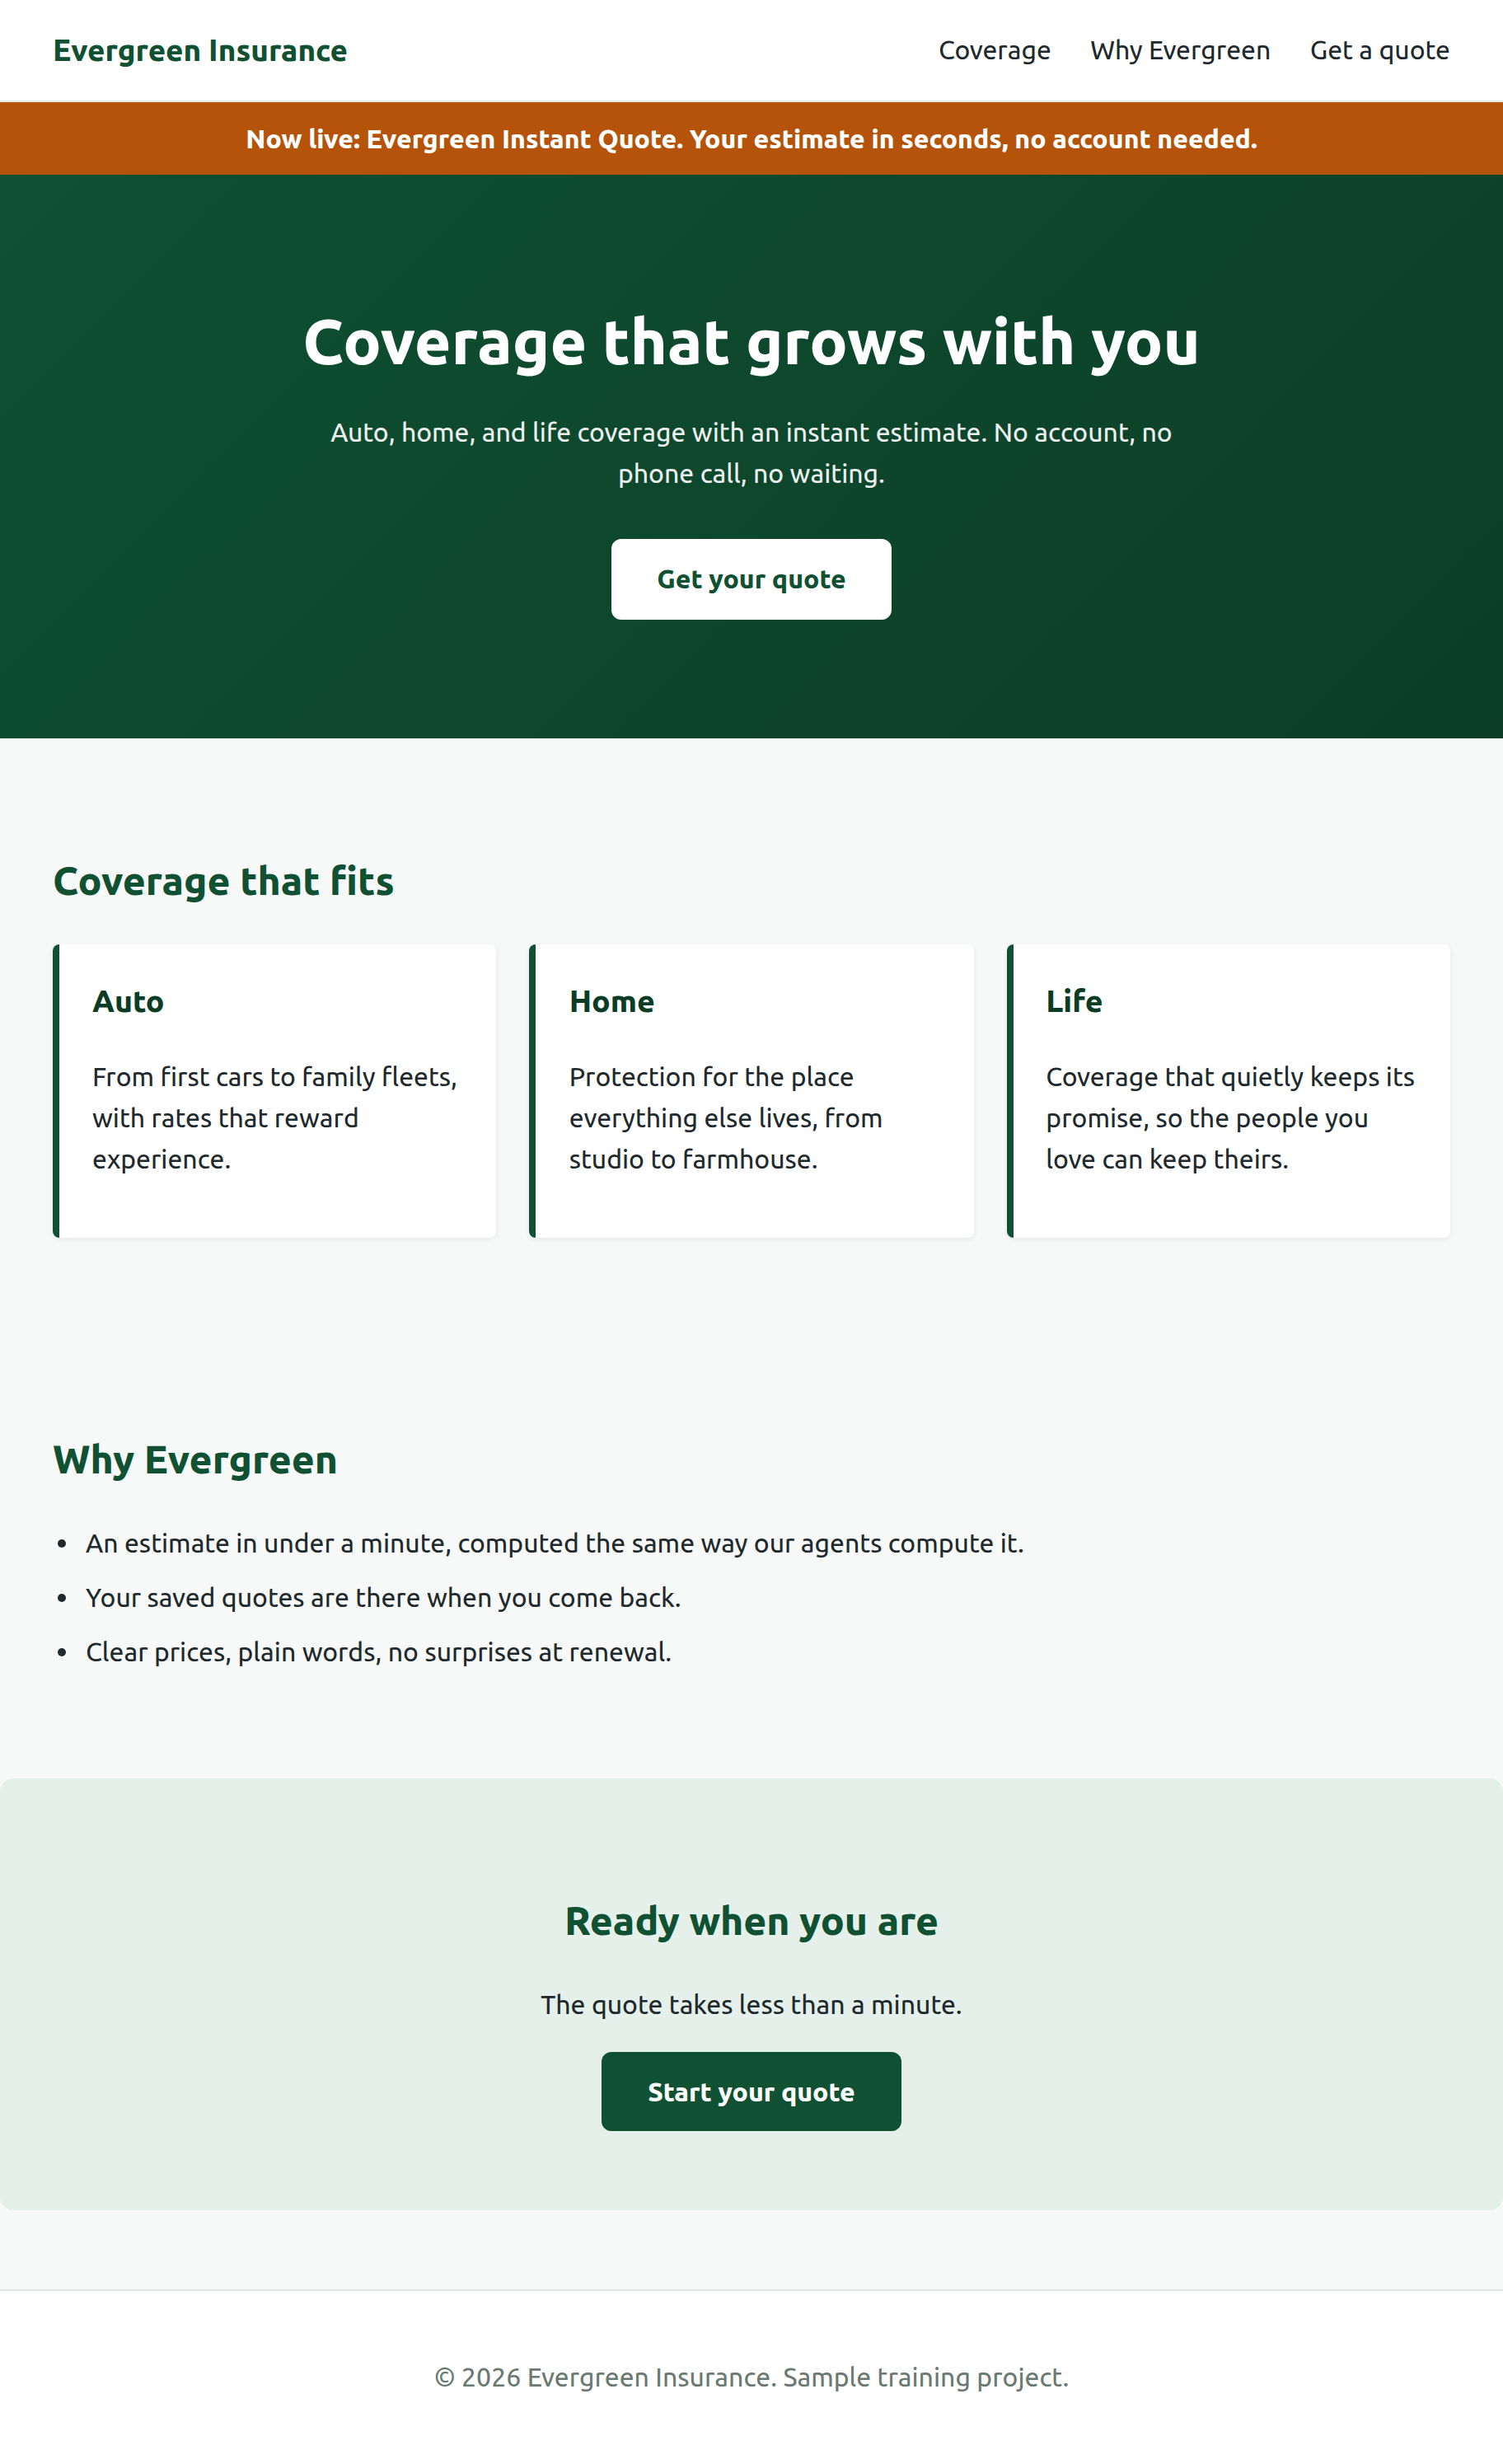 Evergreen Insurance
Coverage Why Evergreen Get a quote
Now live: Evergreen Instant Quote. Your estimate in seconds, no account needed.
Coverage that grows with you
Auto, home, and life coverage with an instant estimate. No account, no
phone call, no waiting.
Get your quote
Coverage that fits
Auto
From first cars to family fleets,
with rates that reward
experience.
Home
Protection for the place
everything else lives, from
studio to farmhouse.
Life
Coverage that quietly keeps its
promise, so the people you
love can keep theirs.
Why Evergreen
• An estimate in under a minute, computed the same way our agents compute it.
• Your saved quotes are there when you come back.
• Clear prices, plain words, no surprises at renewal.
Ready when you are
The quote takes less than a minute.
Start your quote
© 2026 Evergreen Insurance. Sample training project.